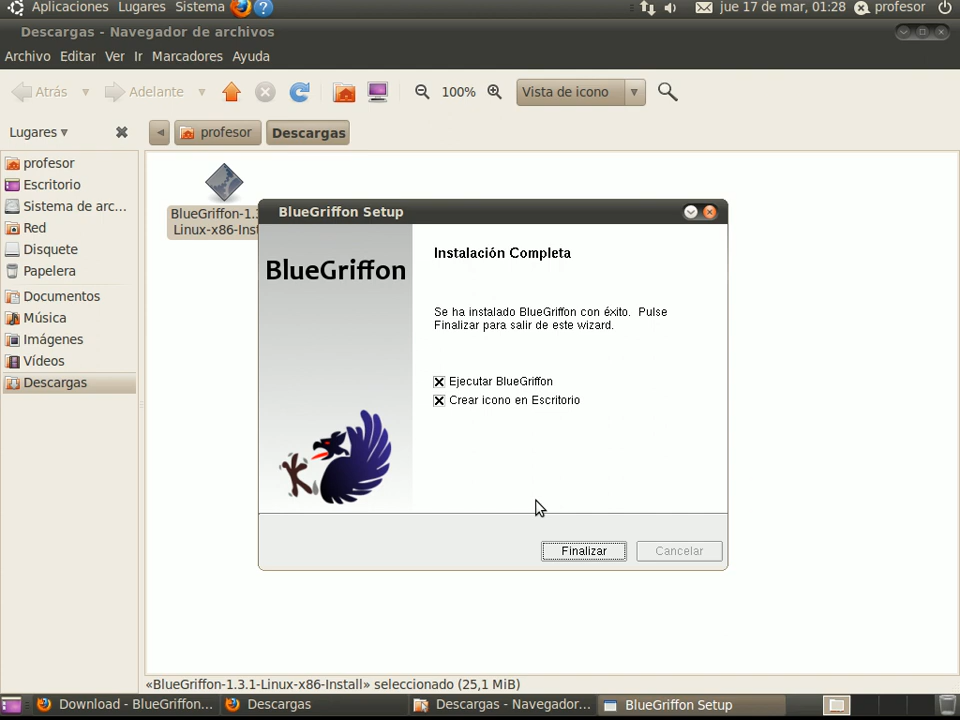 Aplicaciones Lugares Sistema ? jue 17 de mar, 01:28 profesor
Descargas - Navegador de archivos
Archivo Editar Ver Ir Marcadores Ayuda
Atrás Adelante 100% Vista de icono
Lugares profesor Descargas
profesor
Escritorio
Sistema de arc...
Red
Disquete
Papelera
Documentos
Música
Imágenes
Vídeos
Descargas
BlueGriffon-1.3
Linux-x86-Inst
BlueGriffon Setup
BlueGriffon
Instalación Completa
Se ha instalado BlueGriffon con éxito. Pulse
Finalizar para salir de este wizard.
Ejecutar BlueGriffon
Crear icono en Escritorio
Finalizar Cancelar
«BlueGriffon-1.3.1-Linux-x86-Install» seleccionado (25,1 MiB)
Download - BlueGriffon... Descargas Descargas - Navegador... BlueGriffon Setup